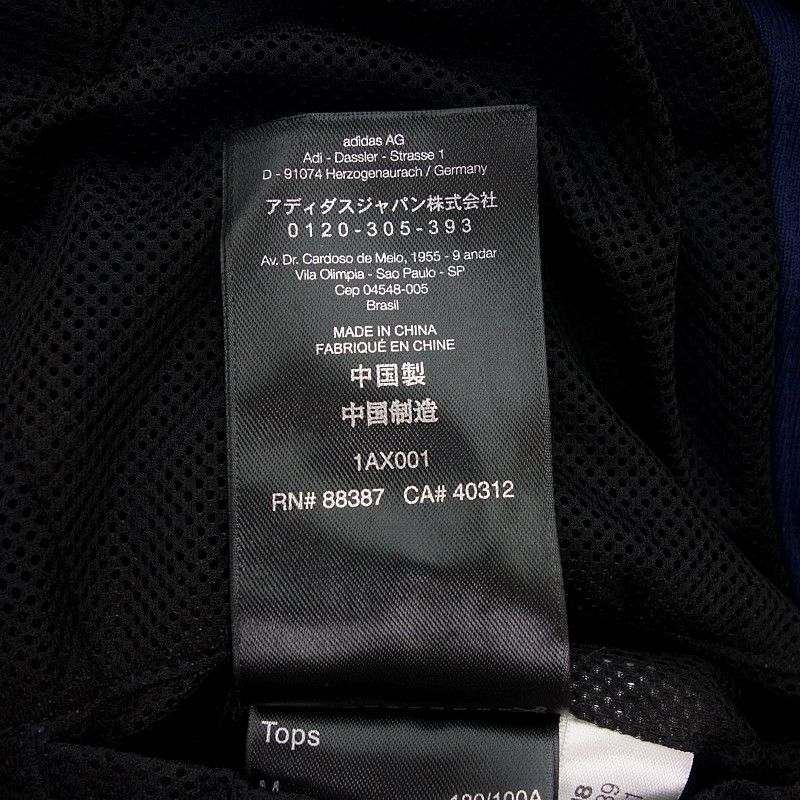 adidas AG
Adi - Dassler - Strasse 1
D - 91074 Herzogenaurach / Germany
アディダスジャパン株式会社
0120-305-393
Av. Dr. Cardoso de Melo, 1955 - 9 andar
Vila Olimpia - Sao Paulo - SP
Cep 04548-005
Brasil
MADE IN CHINA
FABRIQUÉ EN CHINE
中国製
中国制造
1AX001
RN# 88387 CA# 40312
Tops